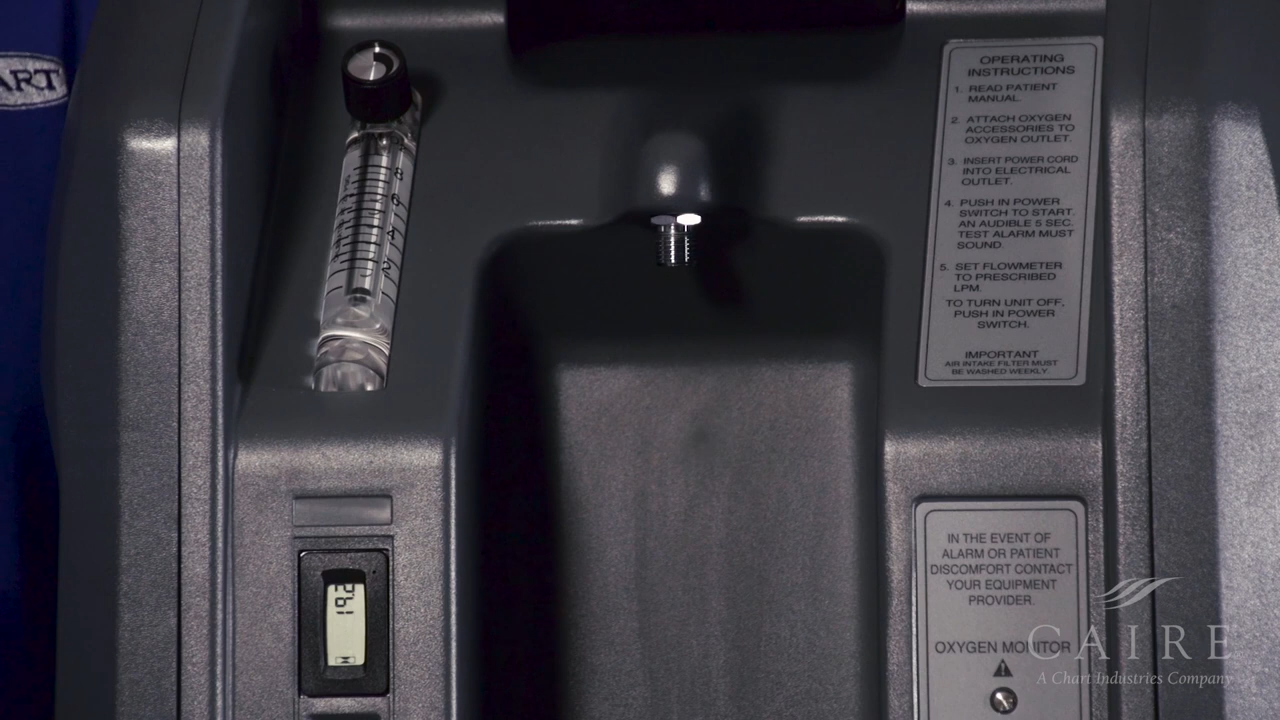 ART
8
6
4
2
OPERATING
INSTRUCTIONS
1. READ PATIENT
MANUAL.
2. ATTACH OXYGEN
ACCESSORIES TO
OXYGEN OUTLET.
3. INSERT POWER CORD
INTO ELECTRICAL
OUTLET.
4. PUSH IN POWER
SWITCH TO START.
AN AUDIBLE 5 SEC.
TEST ALARM MUST
SOUND.
5. SET FLOWMETER
TO PRESCRIBED
LPM.
TO TURN UNIT OFF,
PUSH IN POWER
SWITCH.
IMPORTANT
AIR INTAKE FILTER MUST
BE WASHED WEEKLY.
IN THE EVENT OF
ALARM OR PATIENT
DISCOMFORT CONTACT
YOUR EQUIPMENT
PROVIDER.
OXYGEN MONITOR
CAIRE
A Chart Industries Company